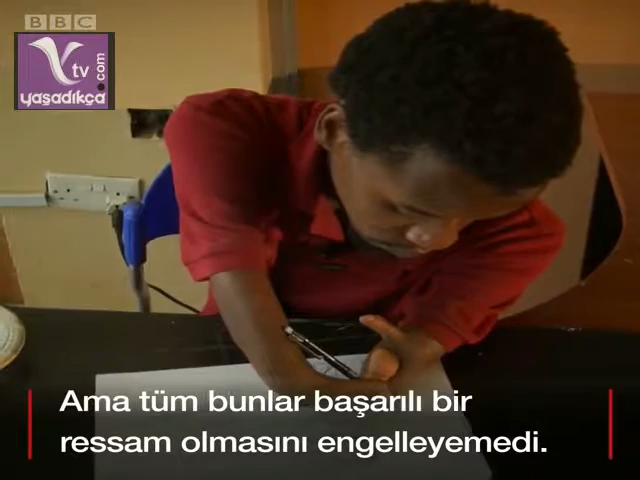 BBC
tv
.com
yaşadıkça
Ama tüm bunlar başarılı bir
ressam olmasını engelleyemedi.